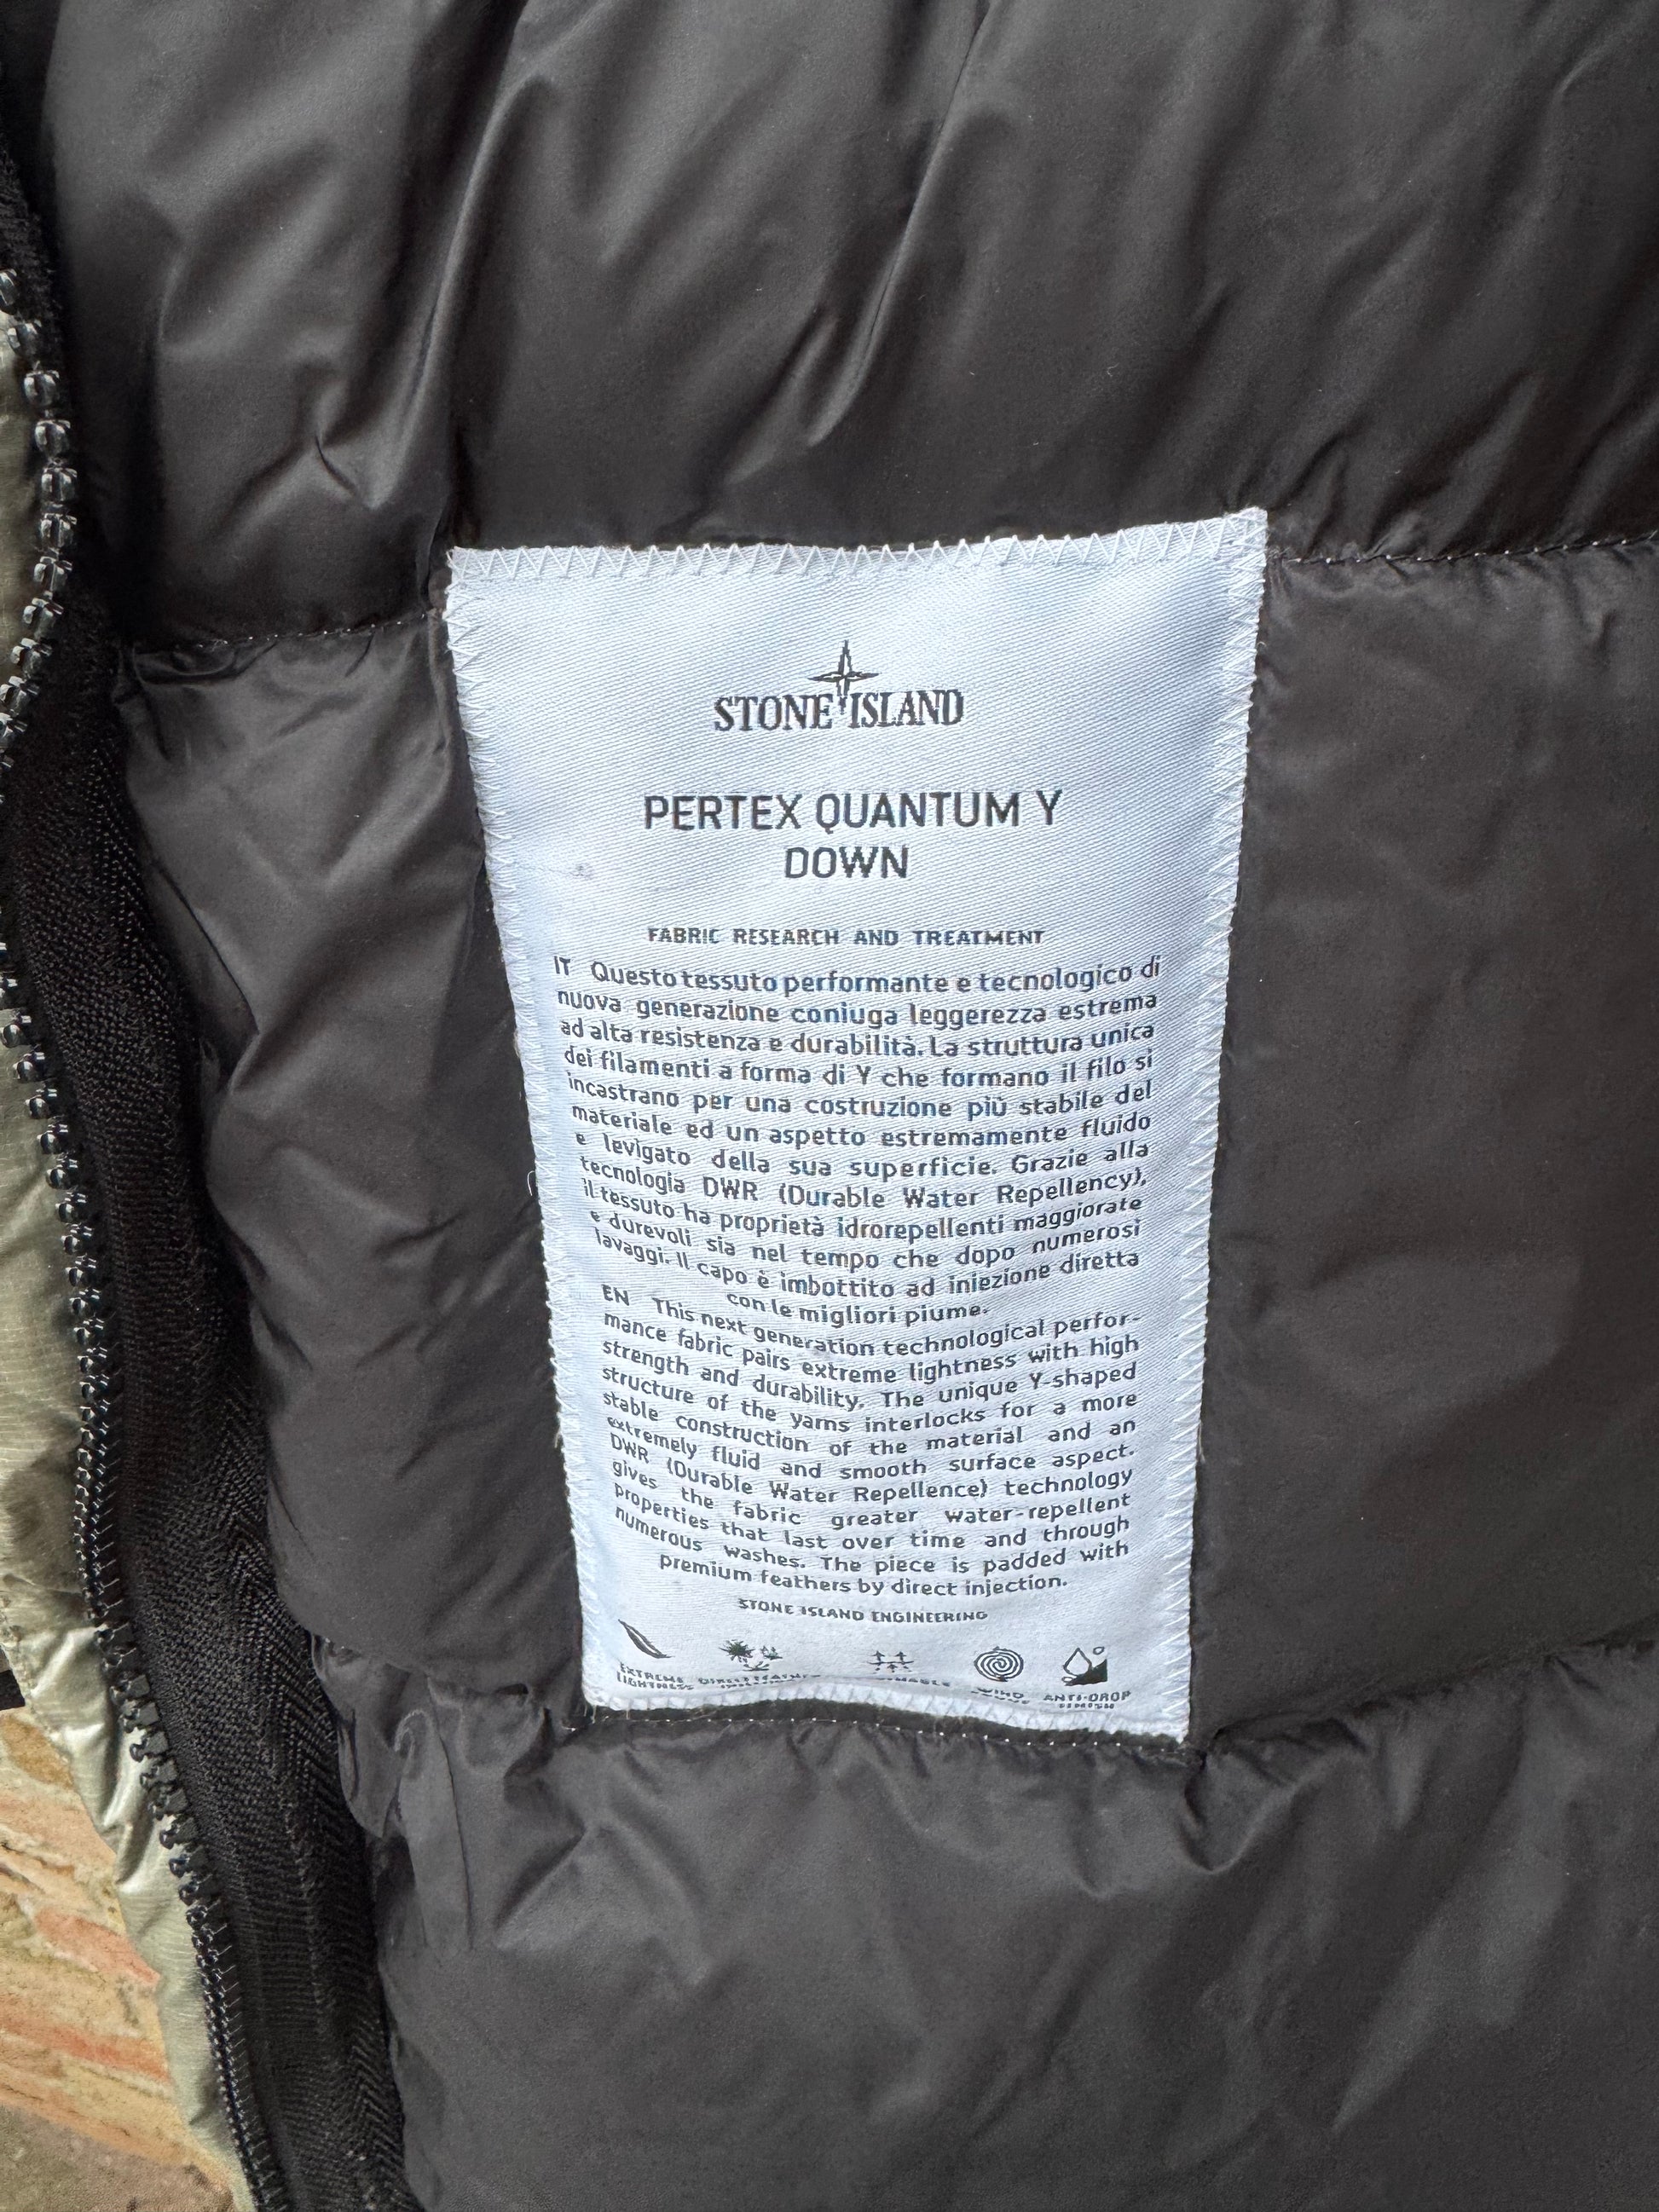 STONE ISLAND
PERTEX QUANTUM Y
DOWN
FABRIC RESEARCH AND TREATMENT
IT Questo tessuto performante e tecnologico di
nuova generazione coniuga leggerezza estrema
ad alta resistenza e durabilità. La struttura unica
dei filamenti a forma di Y che formano il filo si
incastrano per una costruzione più stabile del
materiale ed un aspetto estremamente fluido
e levigato della sua superficie. Grazie alla
tecnologia DWR (Durable Water Repellency),
il tessuto ha proprietà idrorepellenti maggiorate
e durevoli sia nel tempo che dopo numerosi
lavaggi. Il capo è imbottito ad iniezione diretta
con le migliori piume.
EN This next generation technological perfor-
mance fabric pairs extreme lightness with high
strength and durability. The unique Y-shaped
structure of the yarns interlocks for a more
stable construction of the material and an
extremely fluid and smooth surface aspect.
DWR (Durable Water Repellence) technology
gives the fabric greater water-repellent
properties that last over time and through
numerous washes. The piece is padded with
premium feathers by direct injection.
STONE ISLAND ENGINEERING
EXTREME
LIGHTNESS
WIND
ANTI-DROP